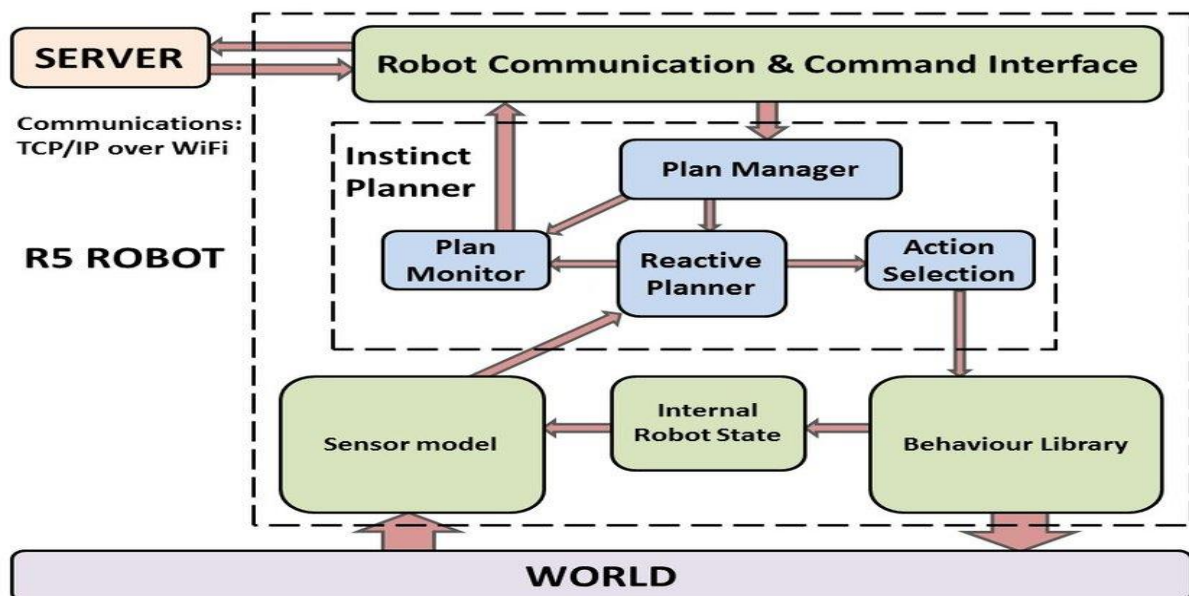 SERVER
Robot Communication & Command Interface
Communications:
TCP/IP over WiFi
Instinct
Planner
Plan Manager
R5 ROBOT
Plan
Monitor
Reactive
Planner
Action
Selection
Sensor model
Internal
Robot State
Behaviour Library
WORLD